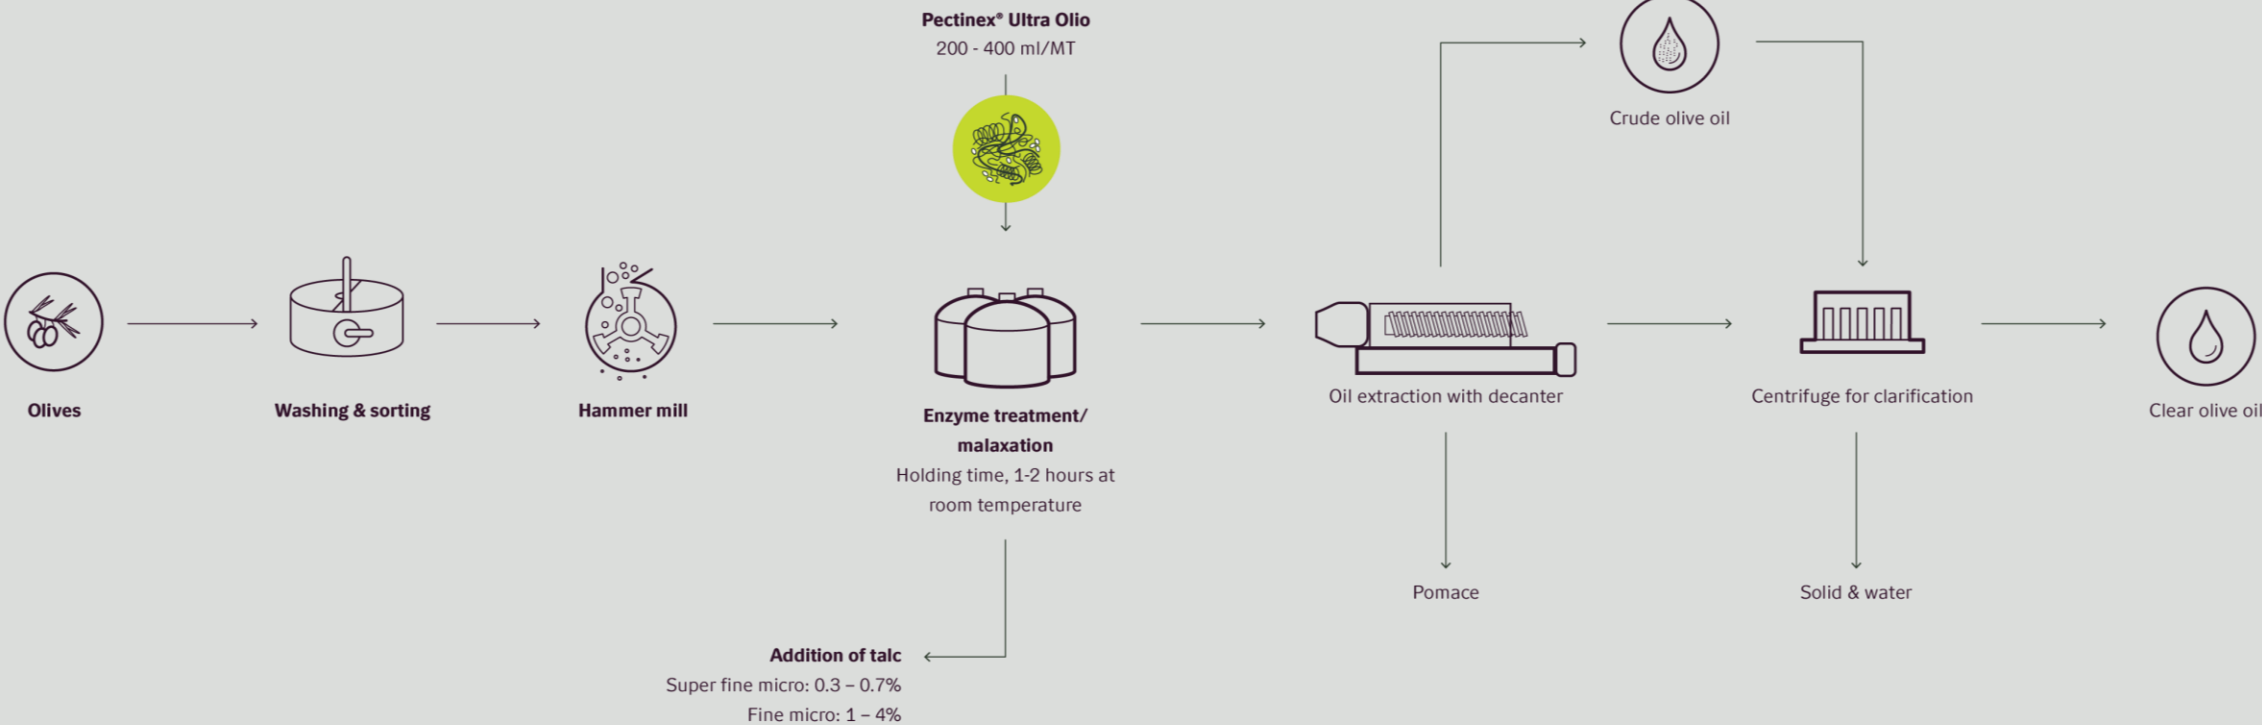 Pectinex® Ultra Olio
200 - 400 ml/MT
Crude olive oil
Olives
Washing & sorting
Hammer mill
Enzyme treatment/
malaxation
Holding time, 1-2 hours at
room temperature
Oil extraction with decanter
Centrifuge for clarification
Clear olive oil
Pomace
Solid & water
Addition of talc
Super fine micro: 0.3 – 0.7%
Fine micro: 1 – 4%